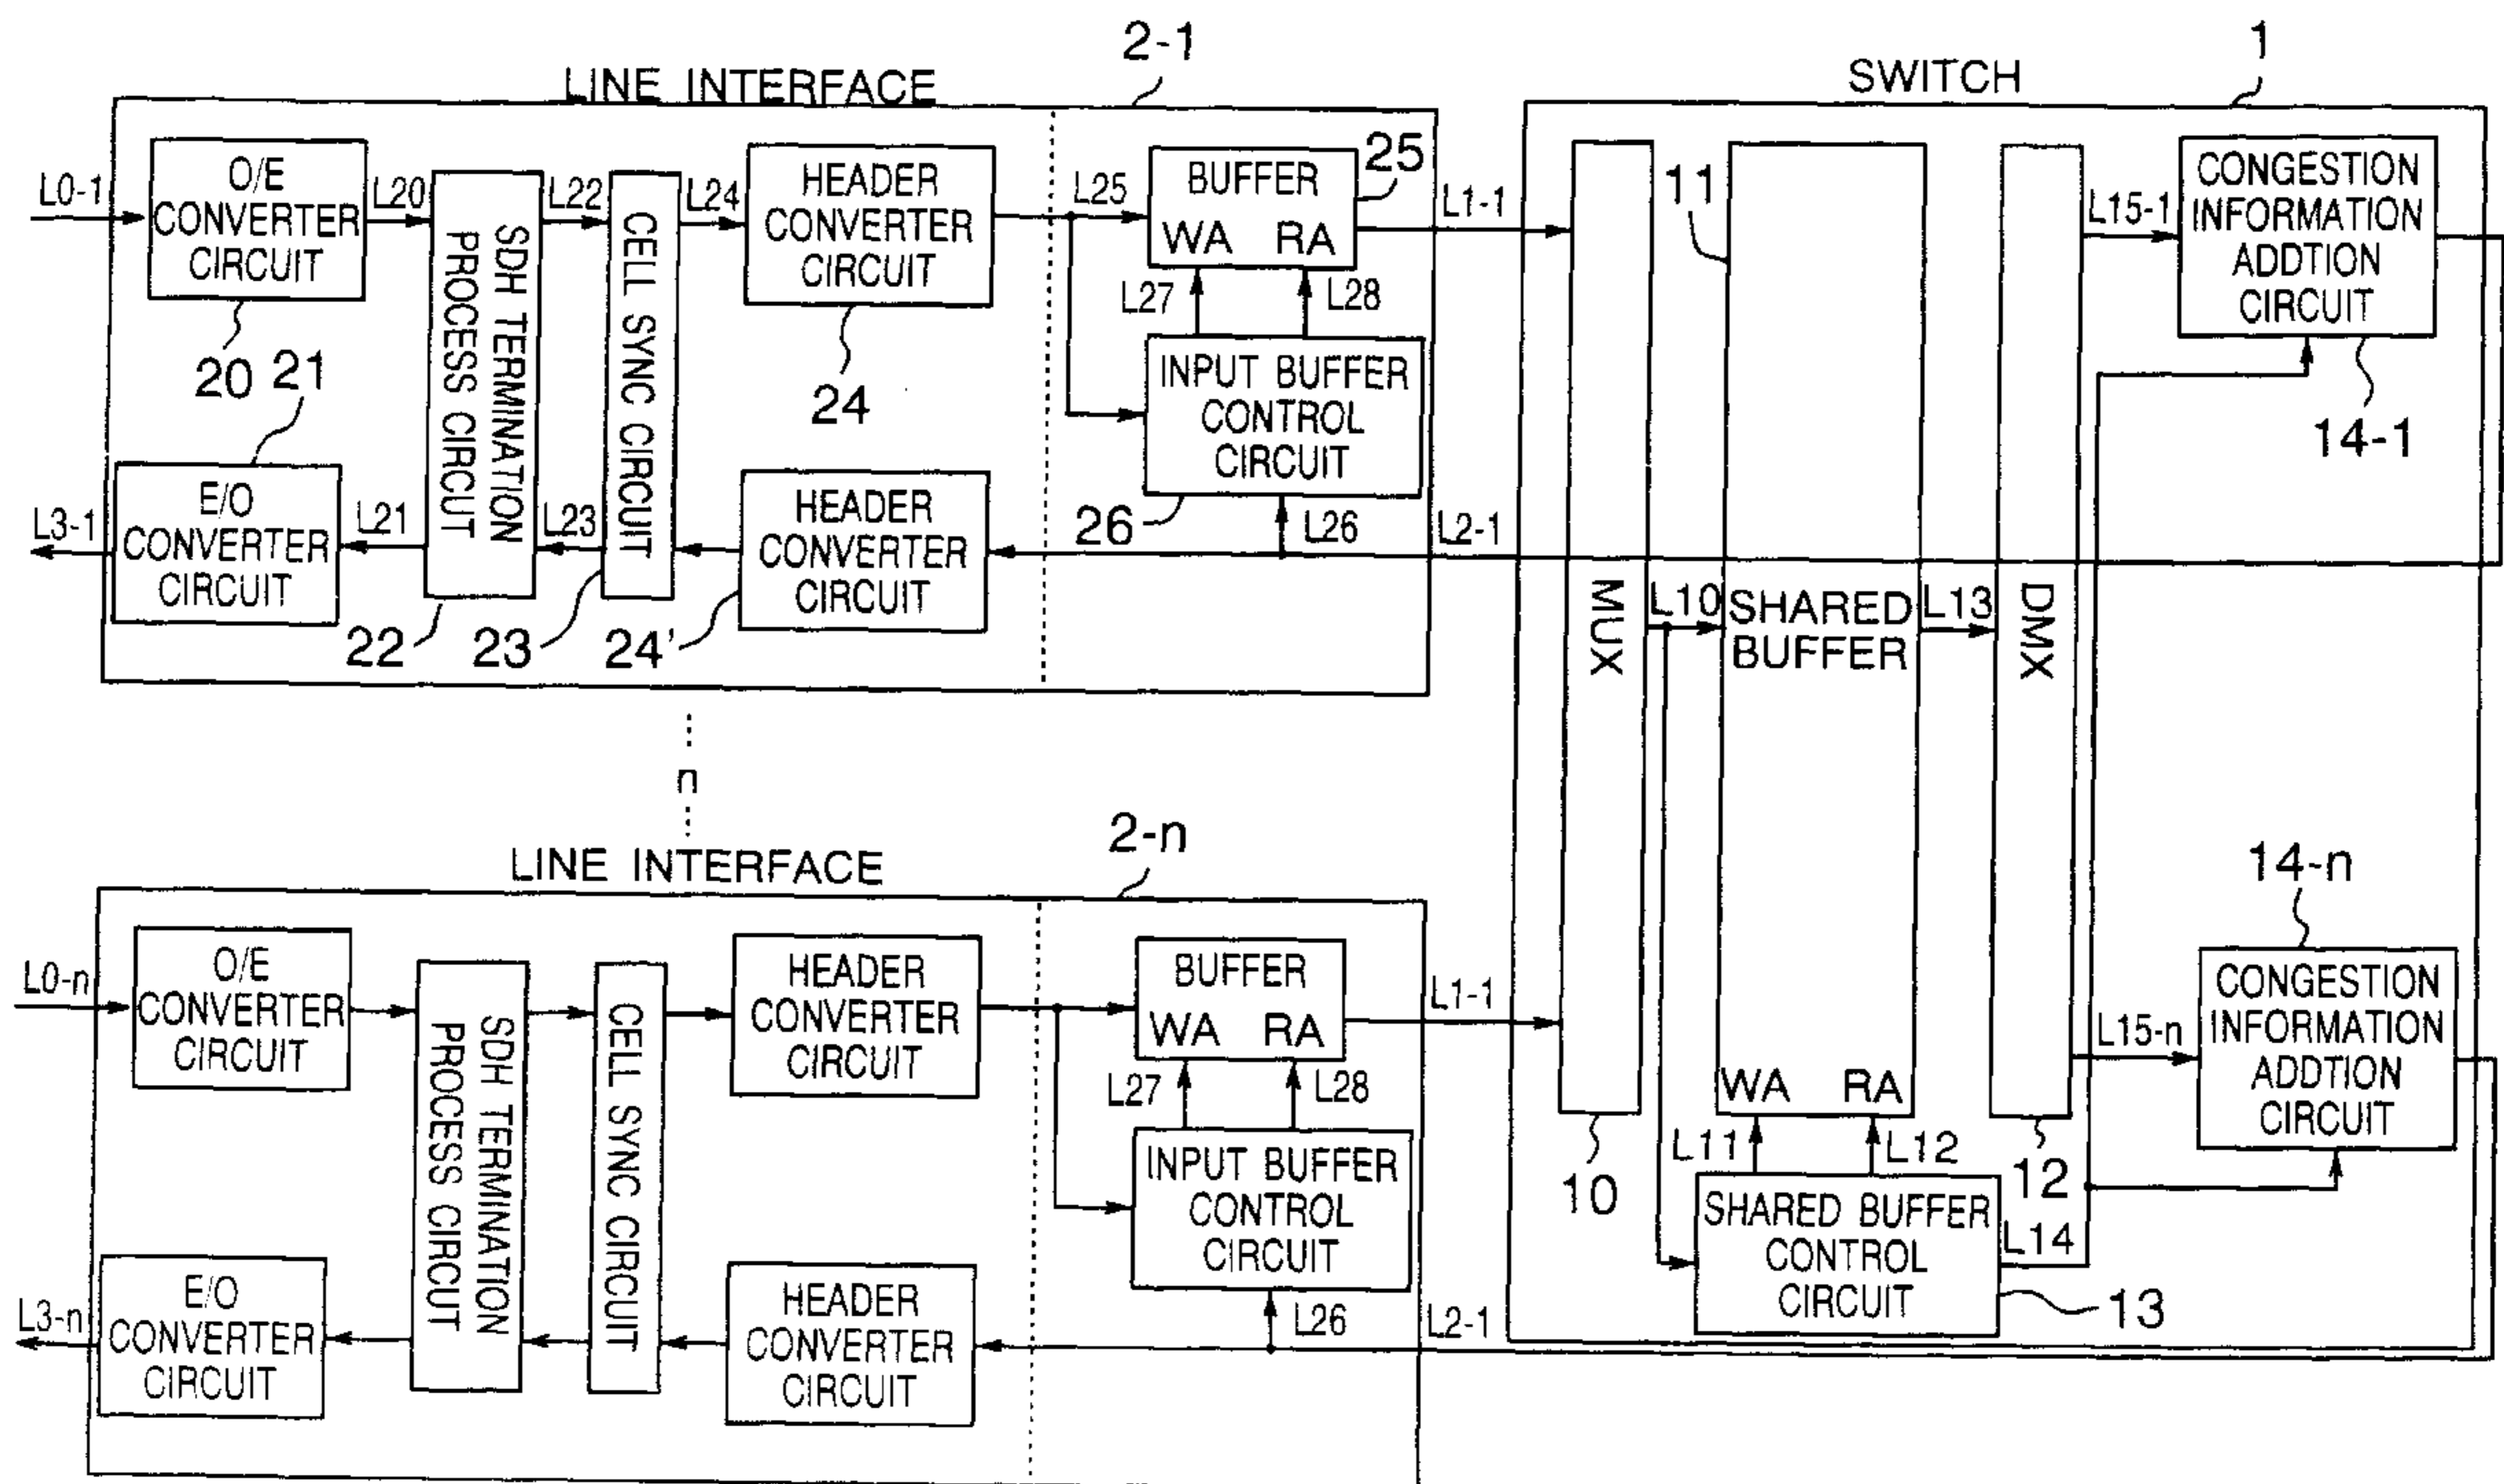 2-1
1
LINE INTERFACE
SWITCH
L0-1
O/E
CONVERTER
CIRCUIT
20
L20
SDH TERMINATION
PROCESS CIRCUIT
22
L22
CELL SYNC CIRCUIT
23
L24
HEADER
CONVERTER
CIRCUIT
24
L25
BUFFER
WA RA
25
L27
L28
INPUT BUFFER
CONTROL
CIRCUIT
26
L26
L1-1
L2-1
21
E/O
CONVERTER
CIRCUIT
L3-1
L21
L23
HEADER
CONVERTER
CIRCUIT
24'
MUX
10
L10
11
SHARED
BUFFER
WA RA
L13
DMX
12
L15-1
CONGESTION
INFORMATION
ADDTION
CIRCUIT
14-1
n
LINE INTERFACE
2-n
L0-n
O/E
CONVERTER
CIRCUIT
SDH TERMINATION
PROCESS CIRCUIT
CELL SYNC CIRCUIT
HEADER
CONVERTER
CIRCUIT
BUFFER
WA RA
L27
L28
INPUT BUFFER
CONTROL
CIRCUIT
L26
L1-1
L2-1
L3-n
E/O
CONVERTER
CIRCUIT
HEADER
CONVERTER
CIRCUIT
L11
L12
SHARED BUFFER
CONTROL
CIRCUIT
13
L14
L15-n
14-n
CONGESTION
INFORMATION
ADDTION
CIRCUIT